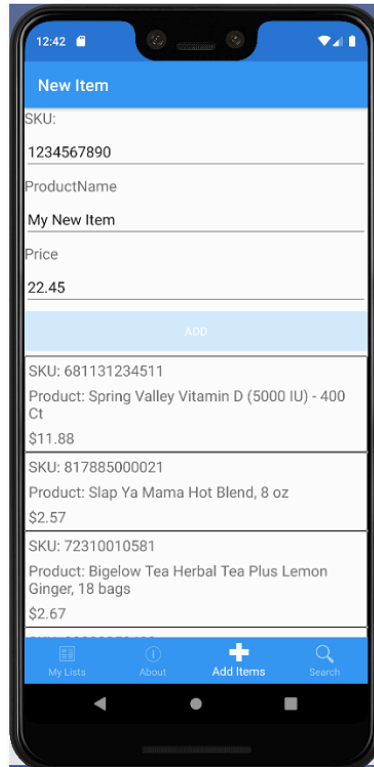 12:42
New Item
SKU:
1234567890
ProductName
My New Item
Price
22.45
ADD
SKU: 681131234511
Product: Spring Valley Vitamin D (5000 IU) - 400
Ct
$11.88
SKU: 817885000021
Product: Slap Ya Mama Hot Blend, 8 oz
$2.57
SKU: 72310010581
Product: Bigelow Tea Herbal Tea Plus Lemon
Ginger, 18 bags
$2.67
My Lists About Add Items Search